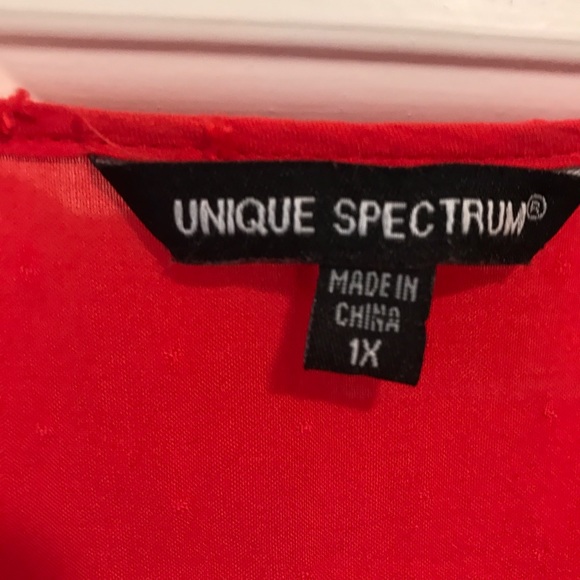 UNIQUE SPECTRUM®
MADE IN
CHINA
1X